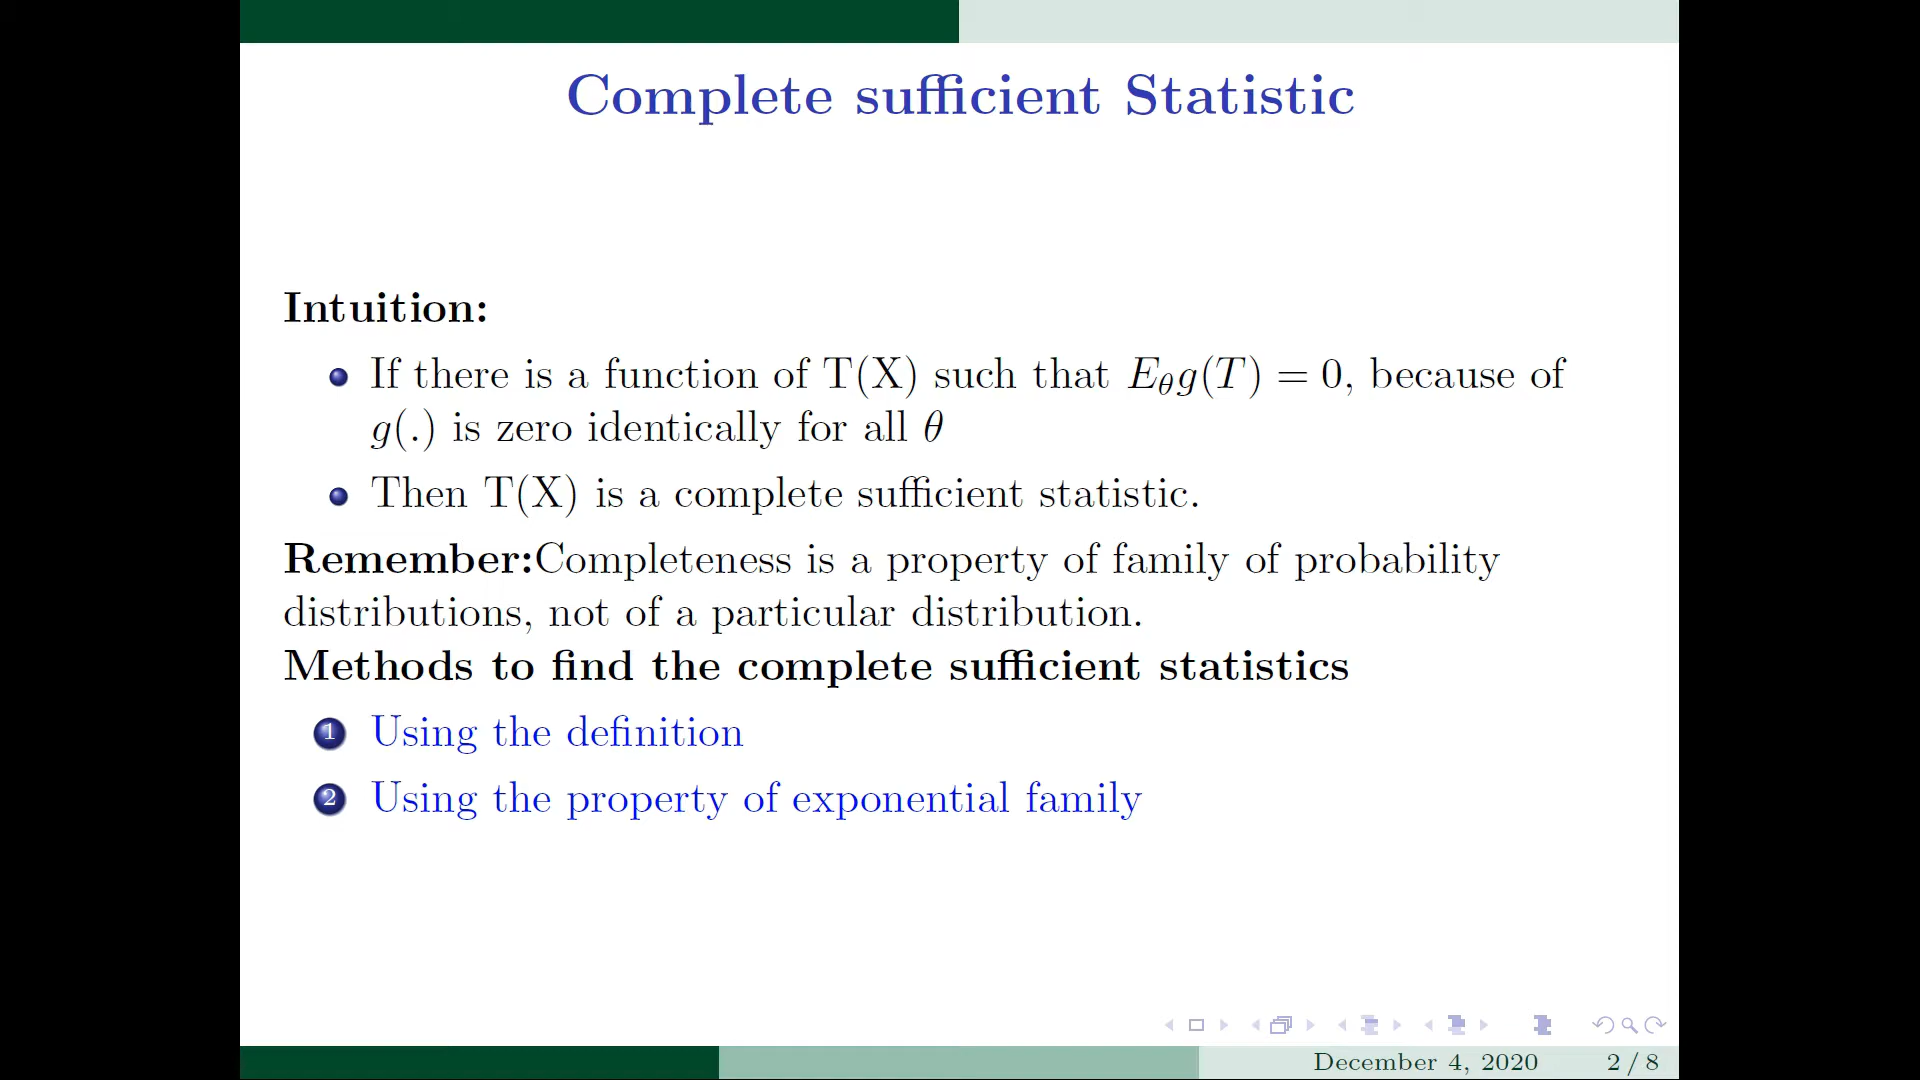 Complete sufficient Statistic
Intuition:
If there is a function of T(X) such that E_θ g(T) = 0, because of
g(.) is zero identically for all θ
Then T(X) is a complete sufficient statistic.
Remember:Completeness is a property of family of probability
distributions, not of a particular distribution.
Methods to find the complete sufficient statistics
1 Using the definition
2 Using the property of exponential family
December 4, 2020 2 / 8